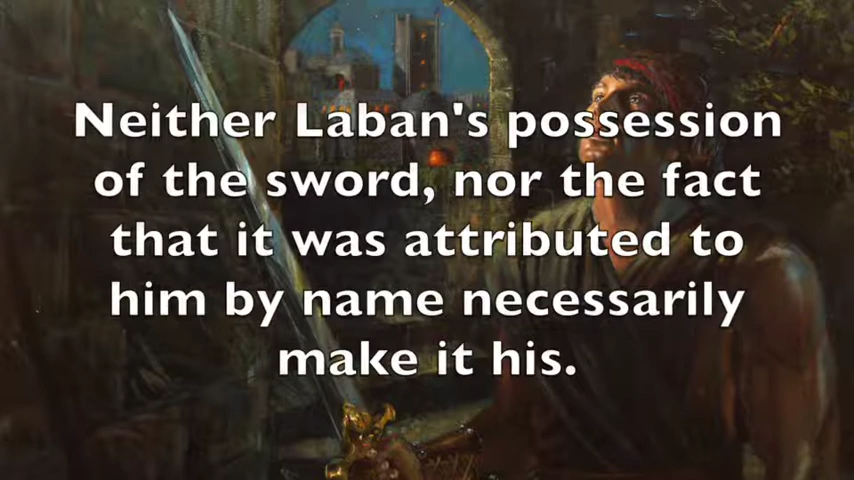 Neither Laban's possession
of the sword, nor the fact
that it was attributed to
him by name necessarily
make it his.